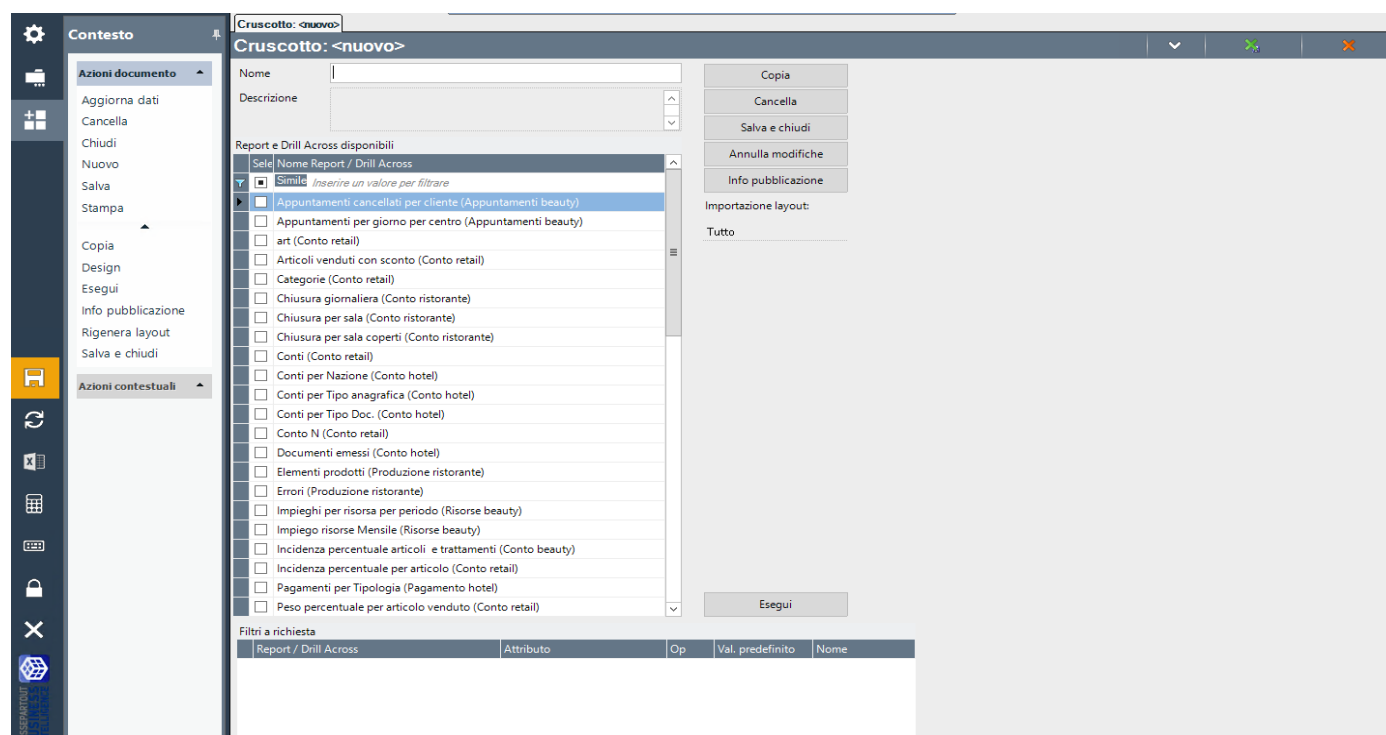 Cruscotto: <nuovo>
Contesto
Cruscotto: <nuovo>
Azioni documento
Aggiorna dati
Cancella
Chiudi
Nuovo
Salva
Stampa
Copia
Design
Esegui
Info pubblicazione
Rigenera layout
Salva e chiudi
Azioni contestuali
Nome
Descrizione
Copia
Cancella
Salva e chiudi
Annulla modifiche
Info pubblicazione
Importazione layout:
Tutto
Report e Drill Across disponibili
Sele Nome Report / Drill Across
Simile Inserire un valore per filtrare
Appuntamenti cancellati per cliente (Appuntamenti beauty)
Appuntamenti per giorno per centro (Appuntamenti beauty)
art (Conto retail)
Articoli venduti con sconto (Conto retail)
Categorie (Conto retail)
Chiusura giornaliera (Conto ristorante)
Chiusura per sala (Conto ristorante)
Chiusura per sala coperti (Conto ristorante)
Conti (Conto retail)
Conti per Nazione (Conto hotel)
Conti per Tipo anagrafica (Conto hotel)
Conti per Tipo Doc. (Conto hotel)
Conto N (Conto retail)
Documenti emessi (Conto hotel)
Elementi prodotti (Produzione ristorante)
Errori (Produzione ristorante)
Impieghi per risorsa per periodo (Risorse beauty)
Impiego risorse Mensile (Risorse beauty)
Incidenza percentuale articoli e trattamenti (Conto beauty)
Incidenza percentuale per articolo (Conto retail)
Pagamenti per Tipologia (Pagamento hotel)
Peso percentuale per articolo venduto (Conto retail)
Esegui
Filtri a richiesta
Report / Drill Across Attributo Op Val. predefinito Nome
SSEPARTOUT
USINESS